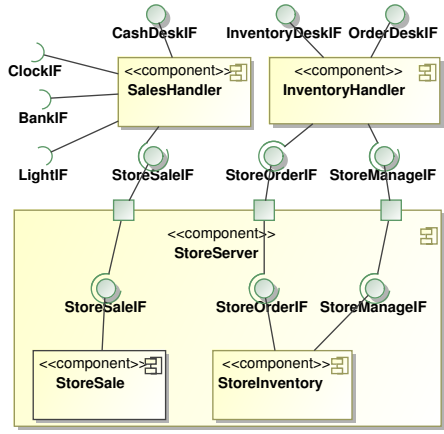 CashDeskIF
InventoryDeskIF
OrderDeskIF
ClockIF
<<component>>
SalesHandler
<<component>>
InventoryHandler
BankIF
LightIF
StoreSaleIF
StoreOrderIF
StoreManageIF
<<component>>
StoreServer
StoreSaleIF
StoreOrderIF
StoreManageIF
<<component>>
StoreSale
<<component>>
StoreInventory